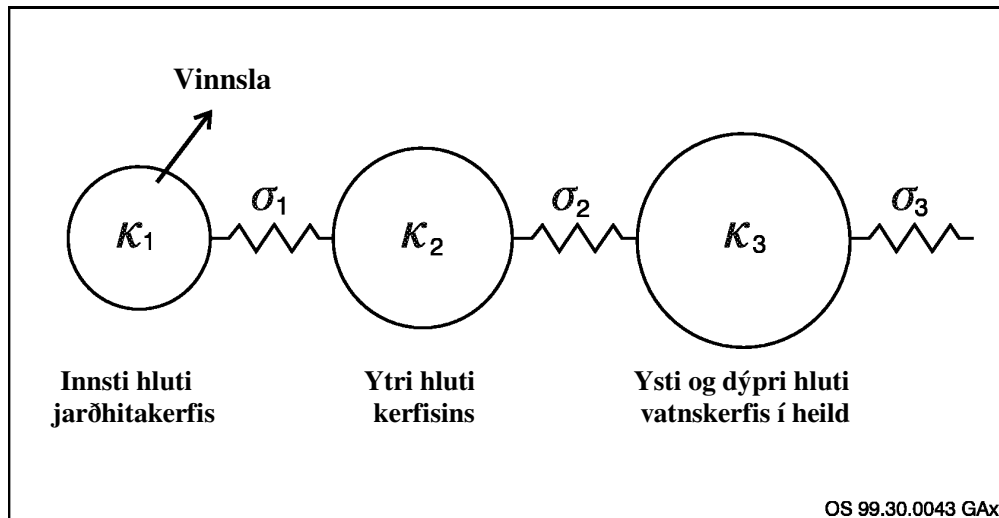 Vinnsla
κ1
σ1
κ2
σ2
κ3
σ3
Innsti hluti
jarðhitakerfis
Ytri hluti
kerfisins
Ysti og dýpri hluti
vatnskerfis í heild
OS 99.30.0043 GAx